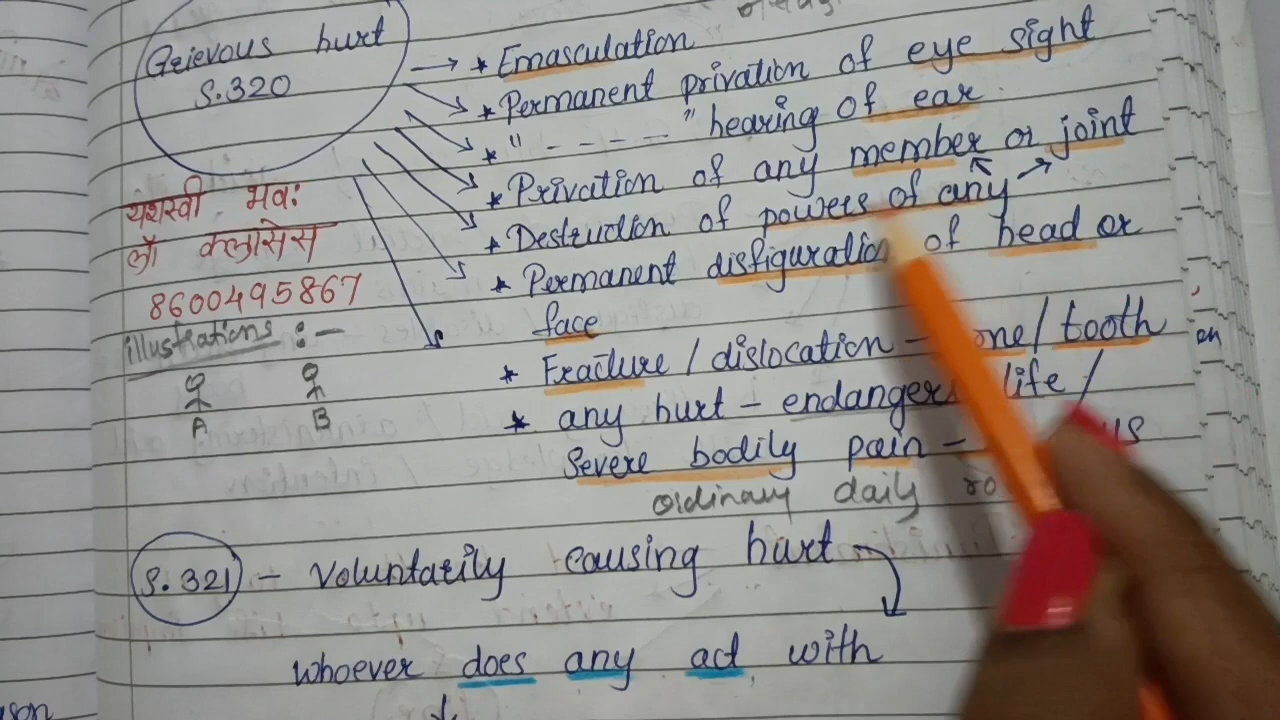 Grievous hurt
S.320
→ * Emasculation
* Permanent privation of eye sight
* " - - - - " hearing of ear
* Privation of any member or joint
* Destruction of powers of any
* Permanent disfiguration of head or
face
* Fracture / dislocation - one / tooth
* any hurt - endangers life /
Severe bodily pain -
ordinary daily
यशस्वी भवः
लॉ क्लासेस
8600495867
illustrations :-
A B
S. 321 - Voluntarily causing hurt
whoever does any act with